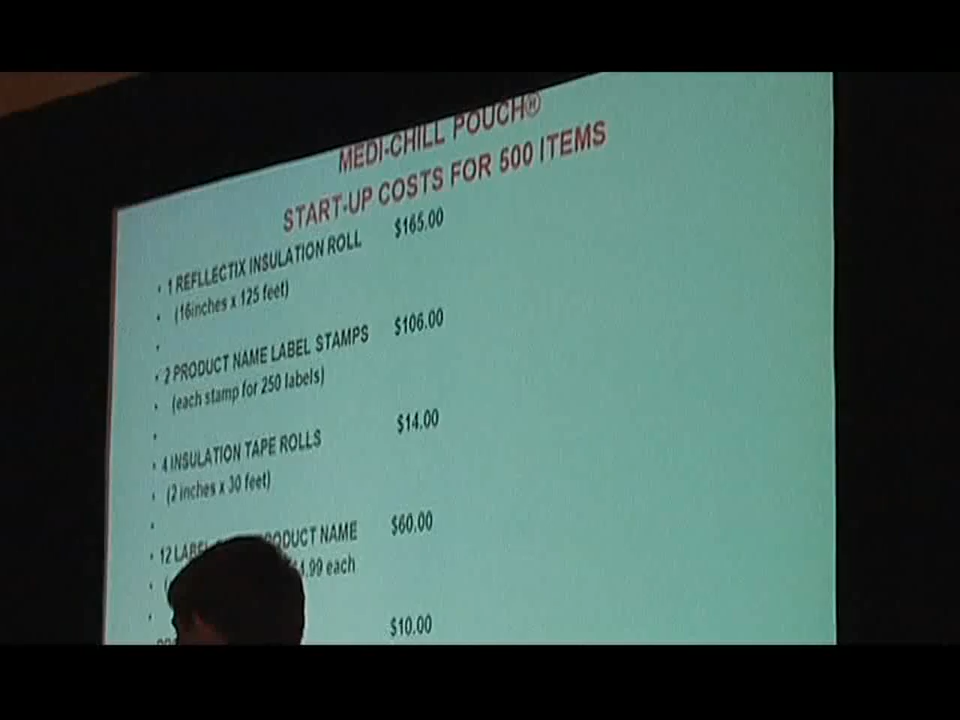 MEDI-CHILL POUCH®
START-UP COSTS FOR 500 ITEMS
• 1 REFLLECTIX INSULATION ROLL $165.00
• (16inches x 125 feet)
•
• 2 PRODUCT NAME LABEL STAMPS $106.00
• (each stamp for 250 labels)
•
• 4 INSULATION TAPE ROLLS $14.00
• (2 inches x 30 feet)
•
• 12 LABEL PRODUCT NAME $60.00
• ( $4.99 each
•
$10.00